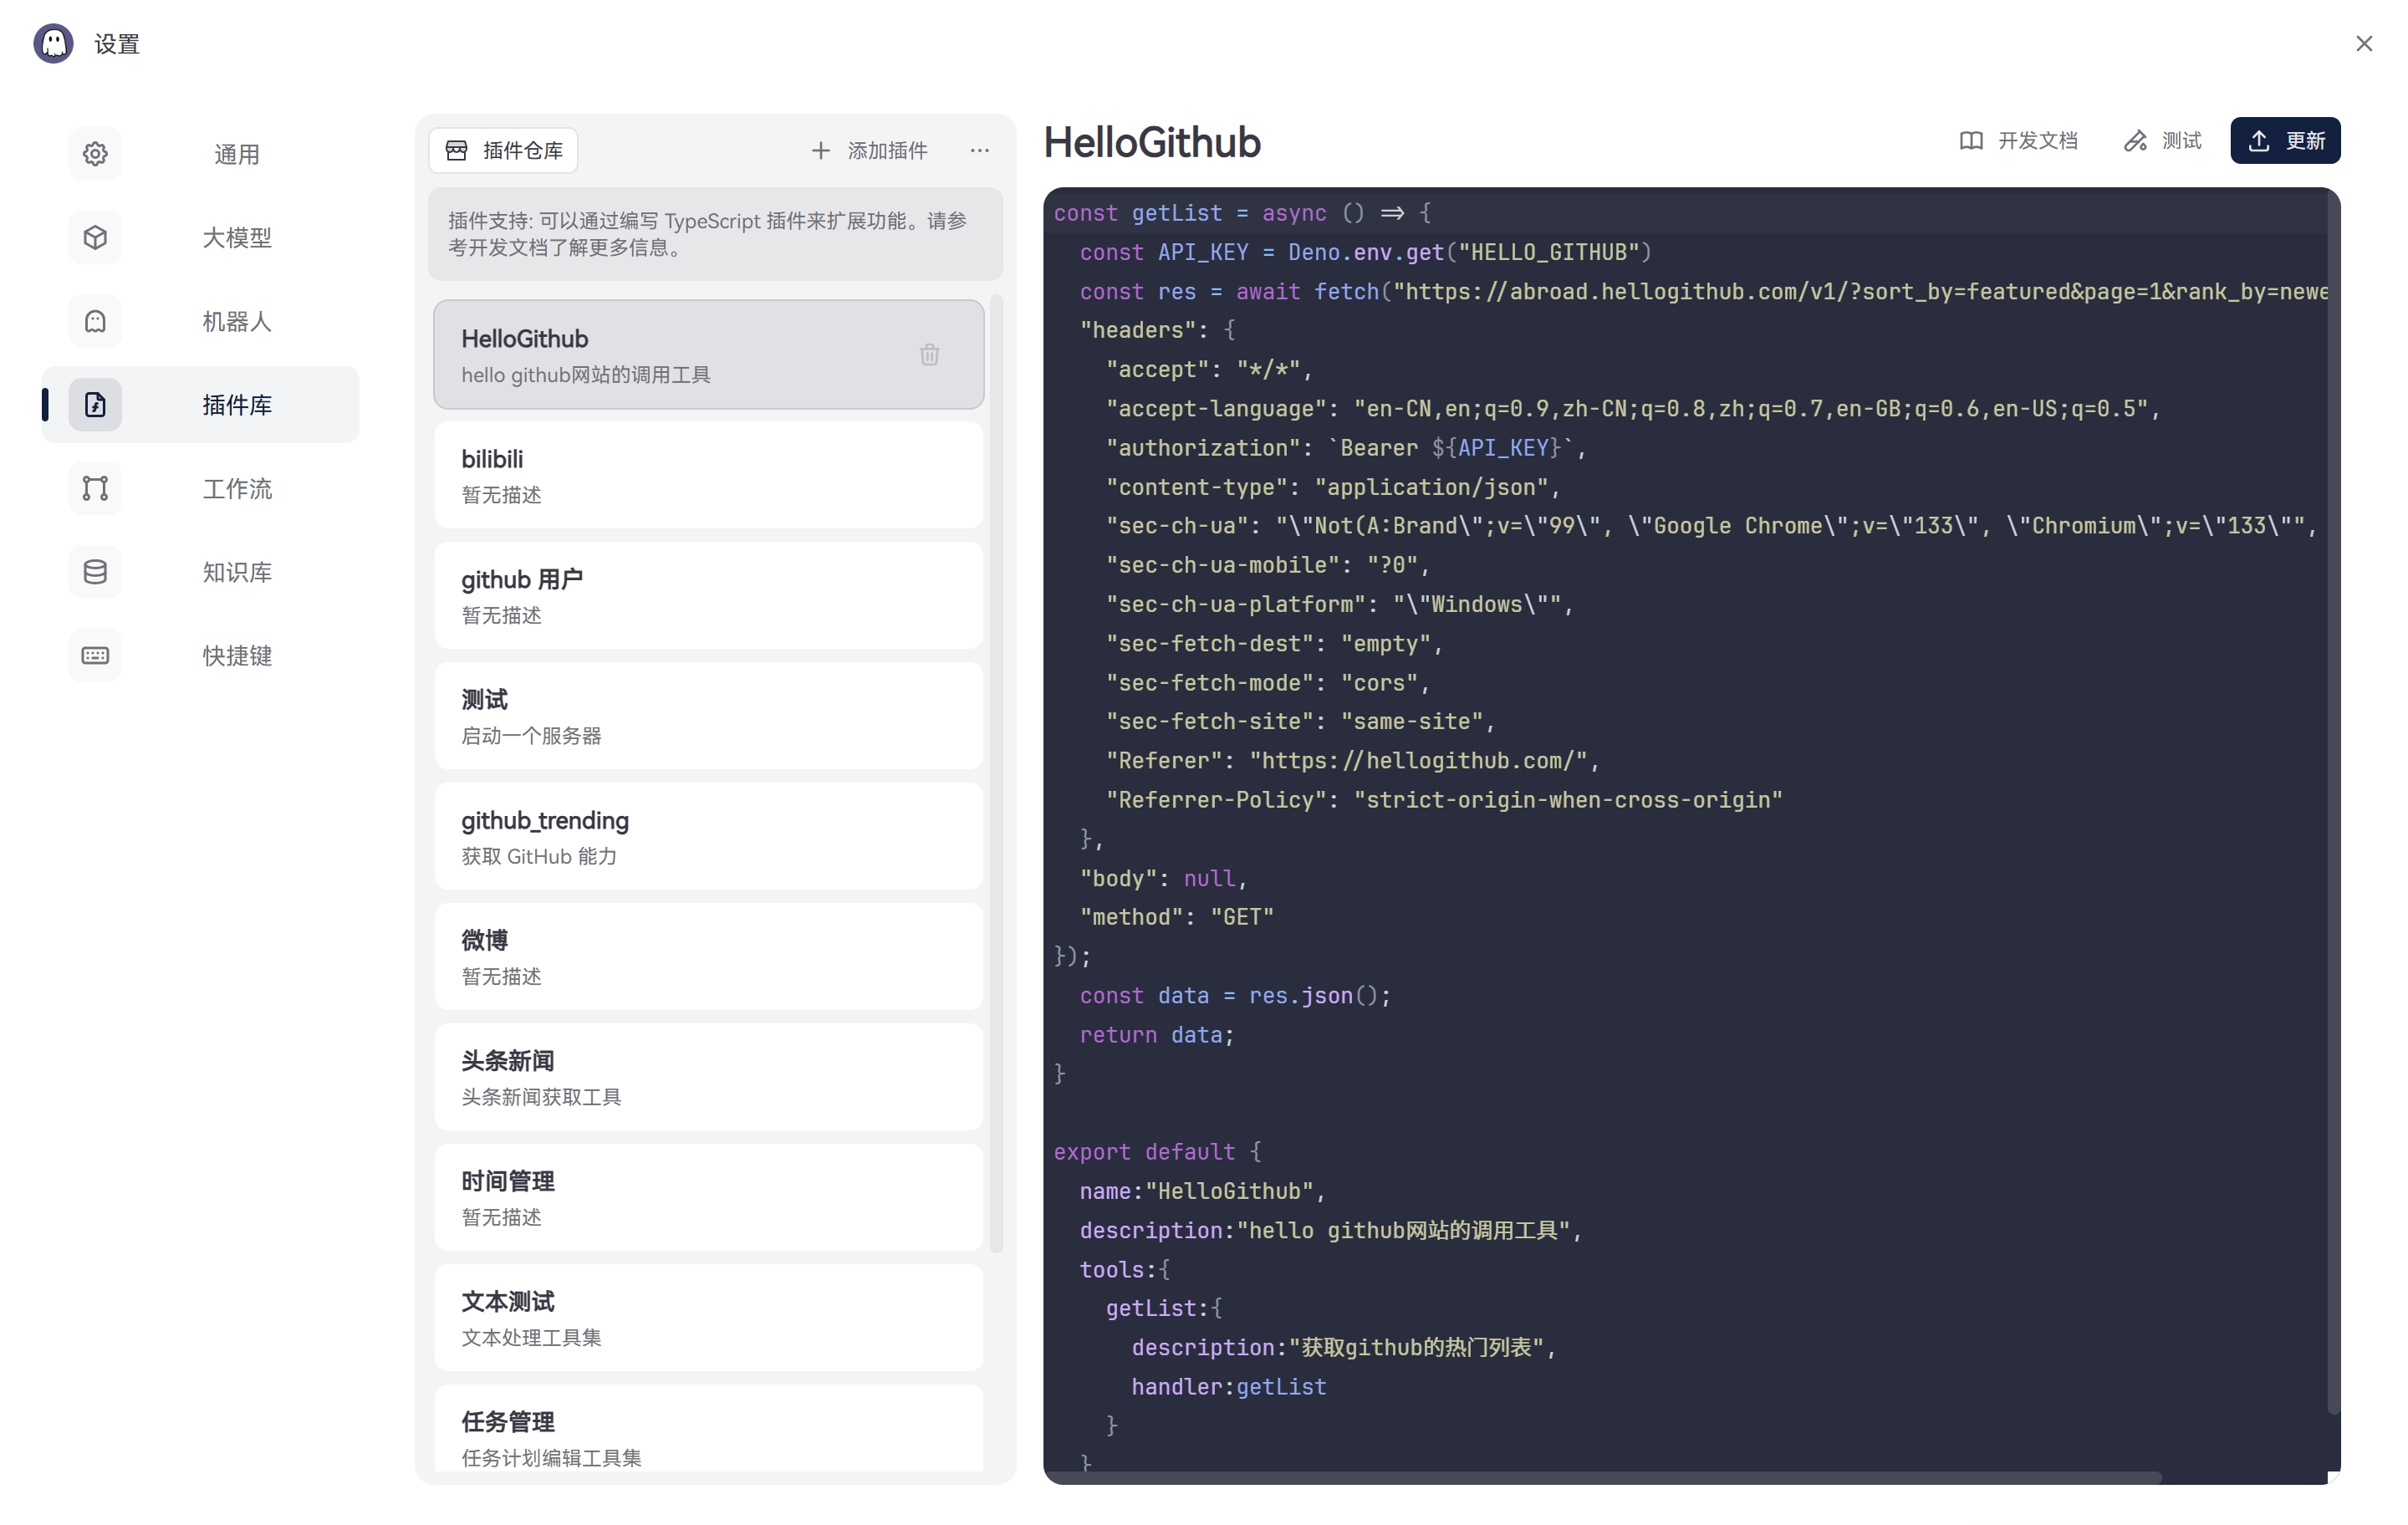 设置
通用
大模型
机器人
插件库
工作流
知识库
快捷键
插件仓库
添加插件
插件支持: 可以通过编写 TypeScript 插件来扩展功能。请参
考开发文档了解更多信息。
HelloGithub
hello github网站的调用工具
bilibili
暂无描述
github 用户
暂无描述
测试
启动一个服务器
github_trending
获取 GitHub 能力
微博
暂无描述
头条新闻
头条新闻获取工具
时间管理
暂无描述
文本测试
文本处理工具集
任务管理
任务计划编辑工具集
HelloGithub
开发文档
测试
更新
const getList = async () => {
  const API_KEY = Deno.env.get("HELLO_GITHUB")
  const res = await fetch("https://abroad.hellogithub.com/v1/?sort_by=featured&page=1&rank_by=newe
  "headers": {
    "accept": "*/*",
    "accept-language": "en-CN,en;q=0.9,zh-CN;q=0.8,zh;q=0.7,en-GB;q=0.6,en-US;q=0.5",
    "authorization": `Bearer ${API_KEY}`,
    "content-type": "application/json",
    "sec-ch-ua": "\"Not(A:Brand\";v=\"99\", \"Google Chrome\";v=\"133\", \"Chromium\";v=\"133\"",
    "sec-ch-ua-mobile": "?0",
    "sec-ch-ua-platform": "\"Windows\"",
    "sec-fetch-dest": "empty",
    "sec-fetch-mode": "cors",
    "sec-fetch-site": "same-site",
    "Referer": "https://hellogithub.com/",
    "Referrer-Policy": "strict-origin-when-cross-origin"
  },
  "body": null,
  "method": "GET"
});
  const data = res.json();
  return data;
}
export default {
  name:"HelloGithub",
  description:"hello github网站的调用工具",
  tools:{
    getList:{
      description:"获取github的热门列表",
      handler:getList
    }
  }